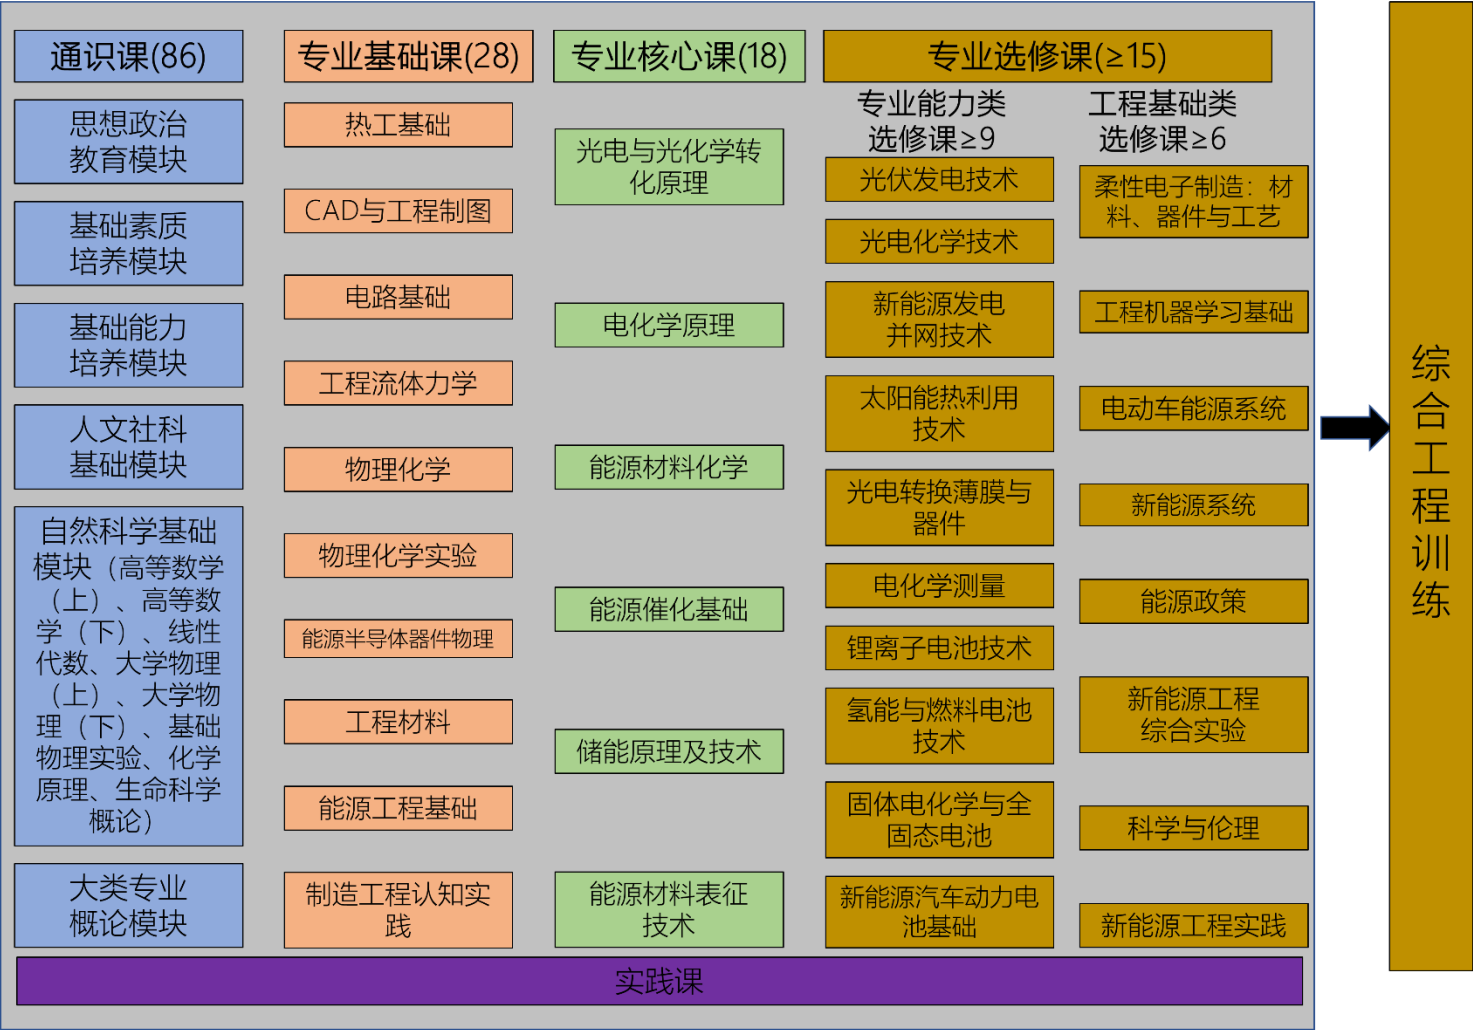 通识课(86)
思想政治
教育模块
基础素质
培养模块
基础能力
培养模块
人文社科
基础模块
自然科学基础
模块（高等数学
（上）、高等数
学（下）、线性
代数、大学物理
（上）、大学物
理（下）、基础
物理实验、化学
原理、生命科学
概论）
大类专业
概论模块
专业基础课(28)
热工基础
CAD与工程制图
电路基础
工程流体力学
物理化学
物理化学实验
能源半导体器件物理
工程材料
能源工程基础
制造工程认知实
践
专业核心课(18)
光电与光化学转
化原理
电化学原理
能源材料化学
能源催化基础
储能原理及技术
能源材料表征
技术
专业选修课(≥15)
专业能力类
选修课≥9
光伏发电技术
光电化学技术
新能源发电
并网技术
太阳能热利用
技术
光电转换薄膜与
器件
电化学测量
锂离子电池技术
氢能与燃料电池
技术
固体电化学与全
固态电池
新能源汽车动力电
池基础
工程基础类
选修课≥6
柔性电子制造：材
料、器件与工艺
工程机器学习基础
电动车能源系统
新能源系统
能源政策
新能源工程
综合实验
科学与伦理
新能源工程实践
实践课
综合工程训练